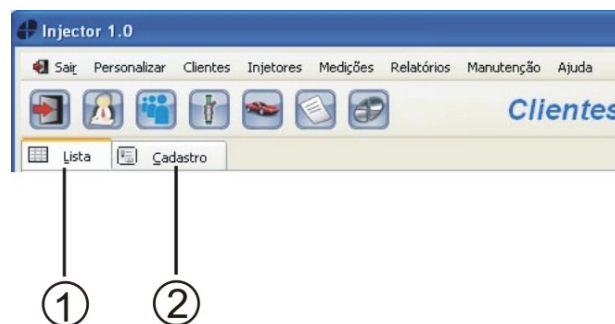 Injector 1.0
Sair Personalizar Clientes Injetores Medições Relatórios Manutenção Ajuda
Clientes
Lista Cadastro
1 2